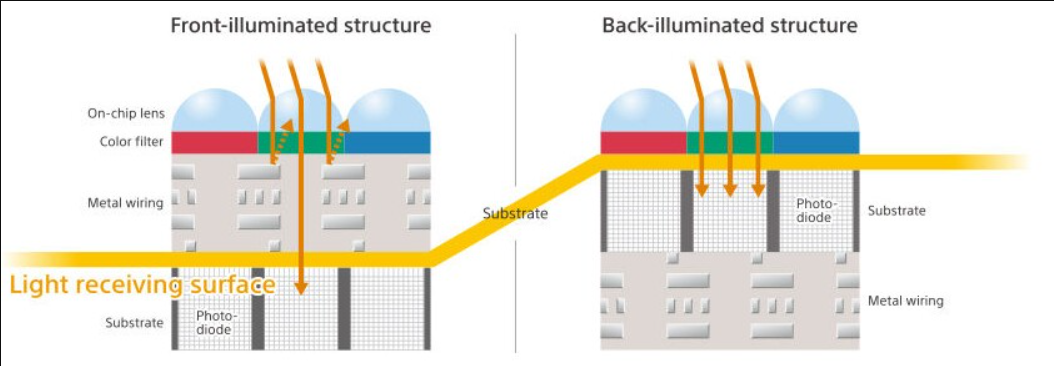 Front-illuminated structure
Back-illuminated structure
On-chip lens
Color filter
Metal wiring
Light receiving surface
Substrate
Photo-
diode
Substrate
Photo-
diode
Substrate
Metal wiring